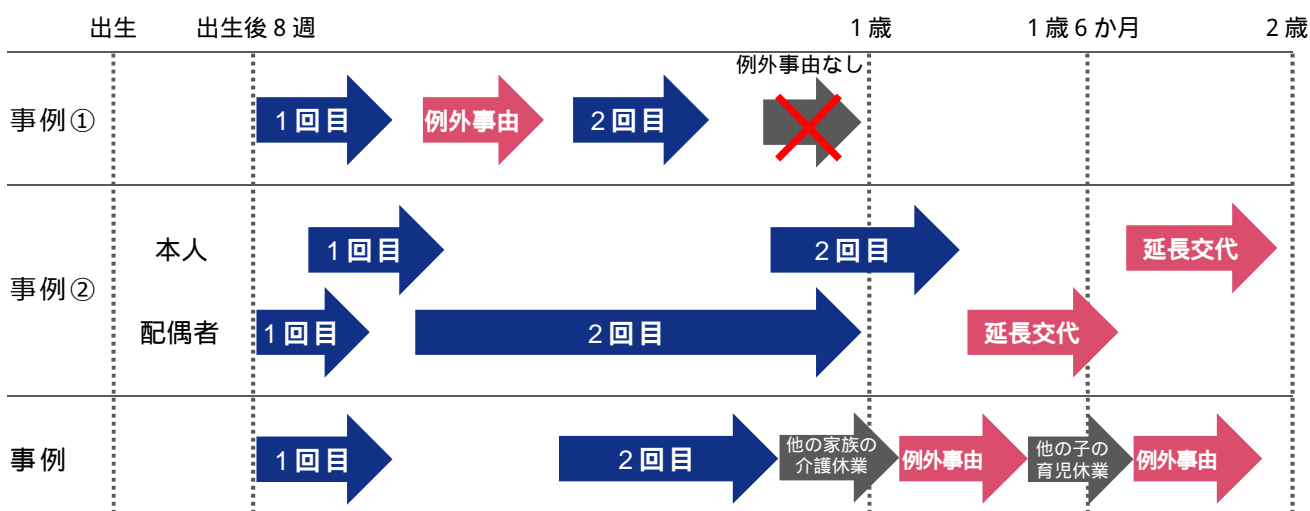 出生 出生後8週 1歳 1歳6か月 2歳
例外事由なし
事例① 1回目 例外事由 2回目
本人 1回目 2回目 延長交代
事例②
配偶者 1回目 2回目 延長交代
事例 1回目 2回目 他の家族の
介護休業 例外事由 他の子の
育児休業 例外事由